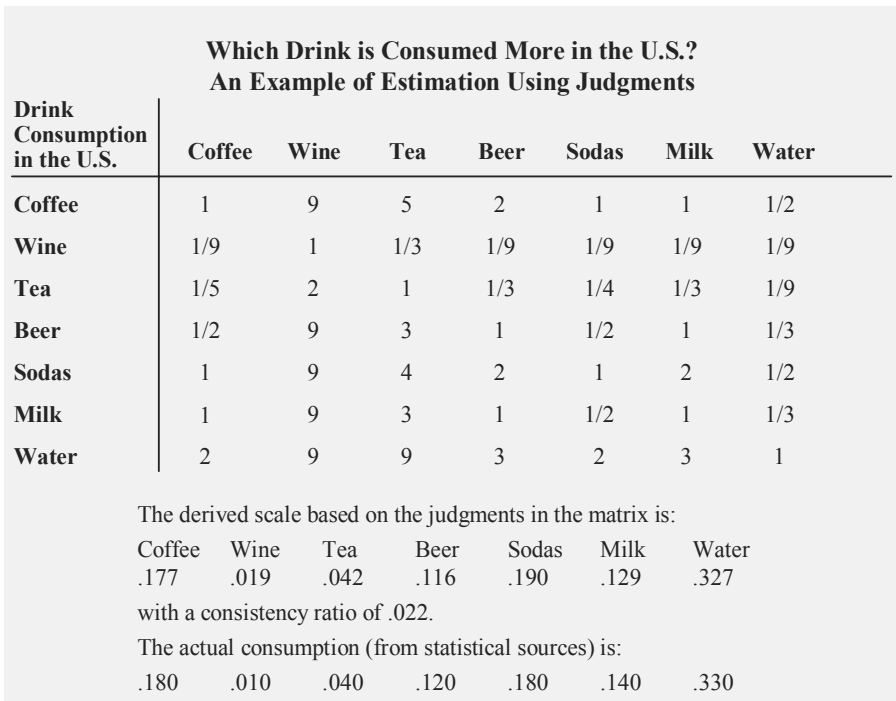 Which Drink is Consumed More in the U.S.?
An Example of Estimation Using Judgments
Drink
Consumption
in the U.S. Coffee Wine Tea Beer Sodas Milk Water
Coffee 1 9 5 2 1 1 1/2
Wine 1/9 1 1/3 1/9 1/9 1/9 1/9
Tea 1/5 2 1 1/3 1/4 1/3 1/9
Beer 1/2 9 3 1 1/2 1 1/3
Sodas 1 9 4 2 1 2 1/2
Milk 1 9 3 1 1/2 1 1/3
Water 2 9 9 3 2 3 1
The derived scale based on the judgments in the matrix is:
Coffee Wine Tea Beer Sodas Milk Water
.177 .019 .042 .116 .190 .129 .327
with a consistency ratio of .022.
The actual consumption (from statistical sources) is:
.180 .010 .040 .120 .180 .140 .330